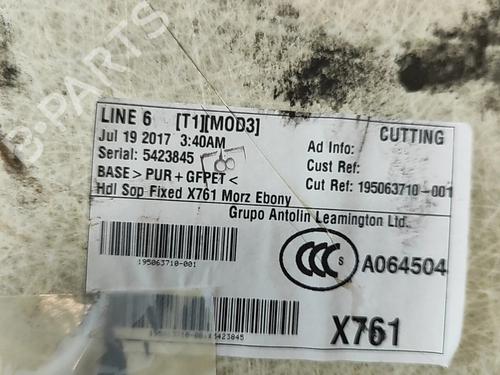 LINE 6 [T1][MOD3]
Jul 19 2017 3:40AM
Serial: 5423845
BASE > PUR + GFPET <
Hdl Sop Fixed X761 Morz Ebony
CUTTING
Ad Info:
Cust Ref:
Cut Ref: 195063710-001
Grupo Antolin Leamington Ltd.
195063710-001
CCC S
A064504
X761
B-PARTS